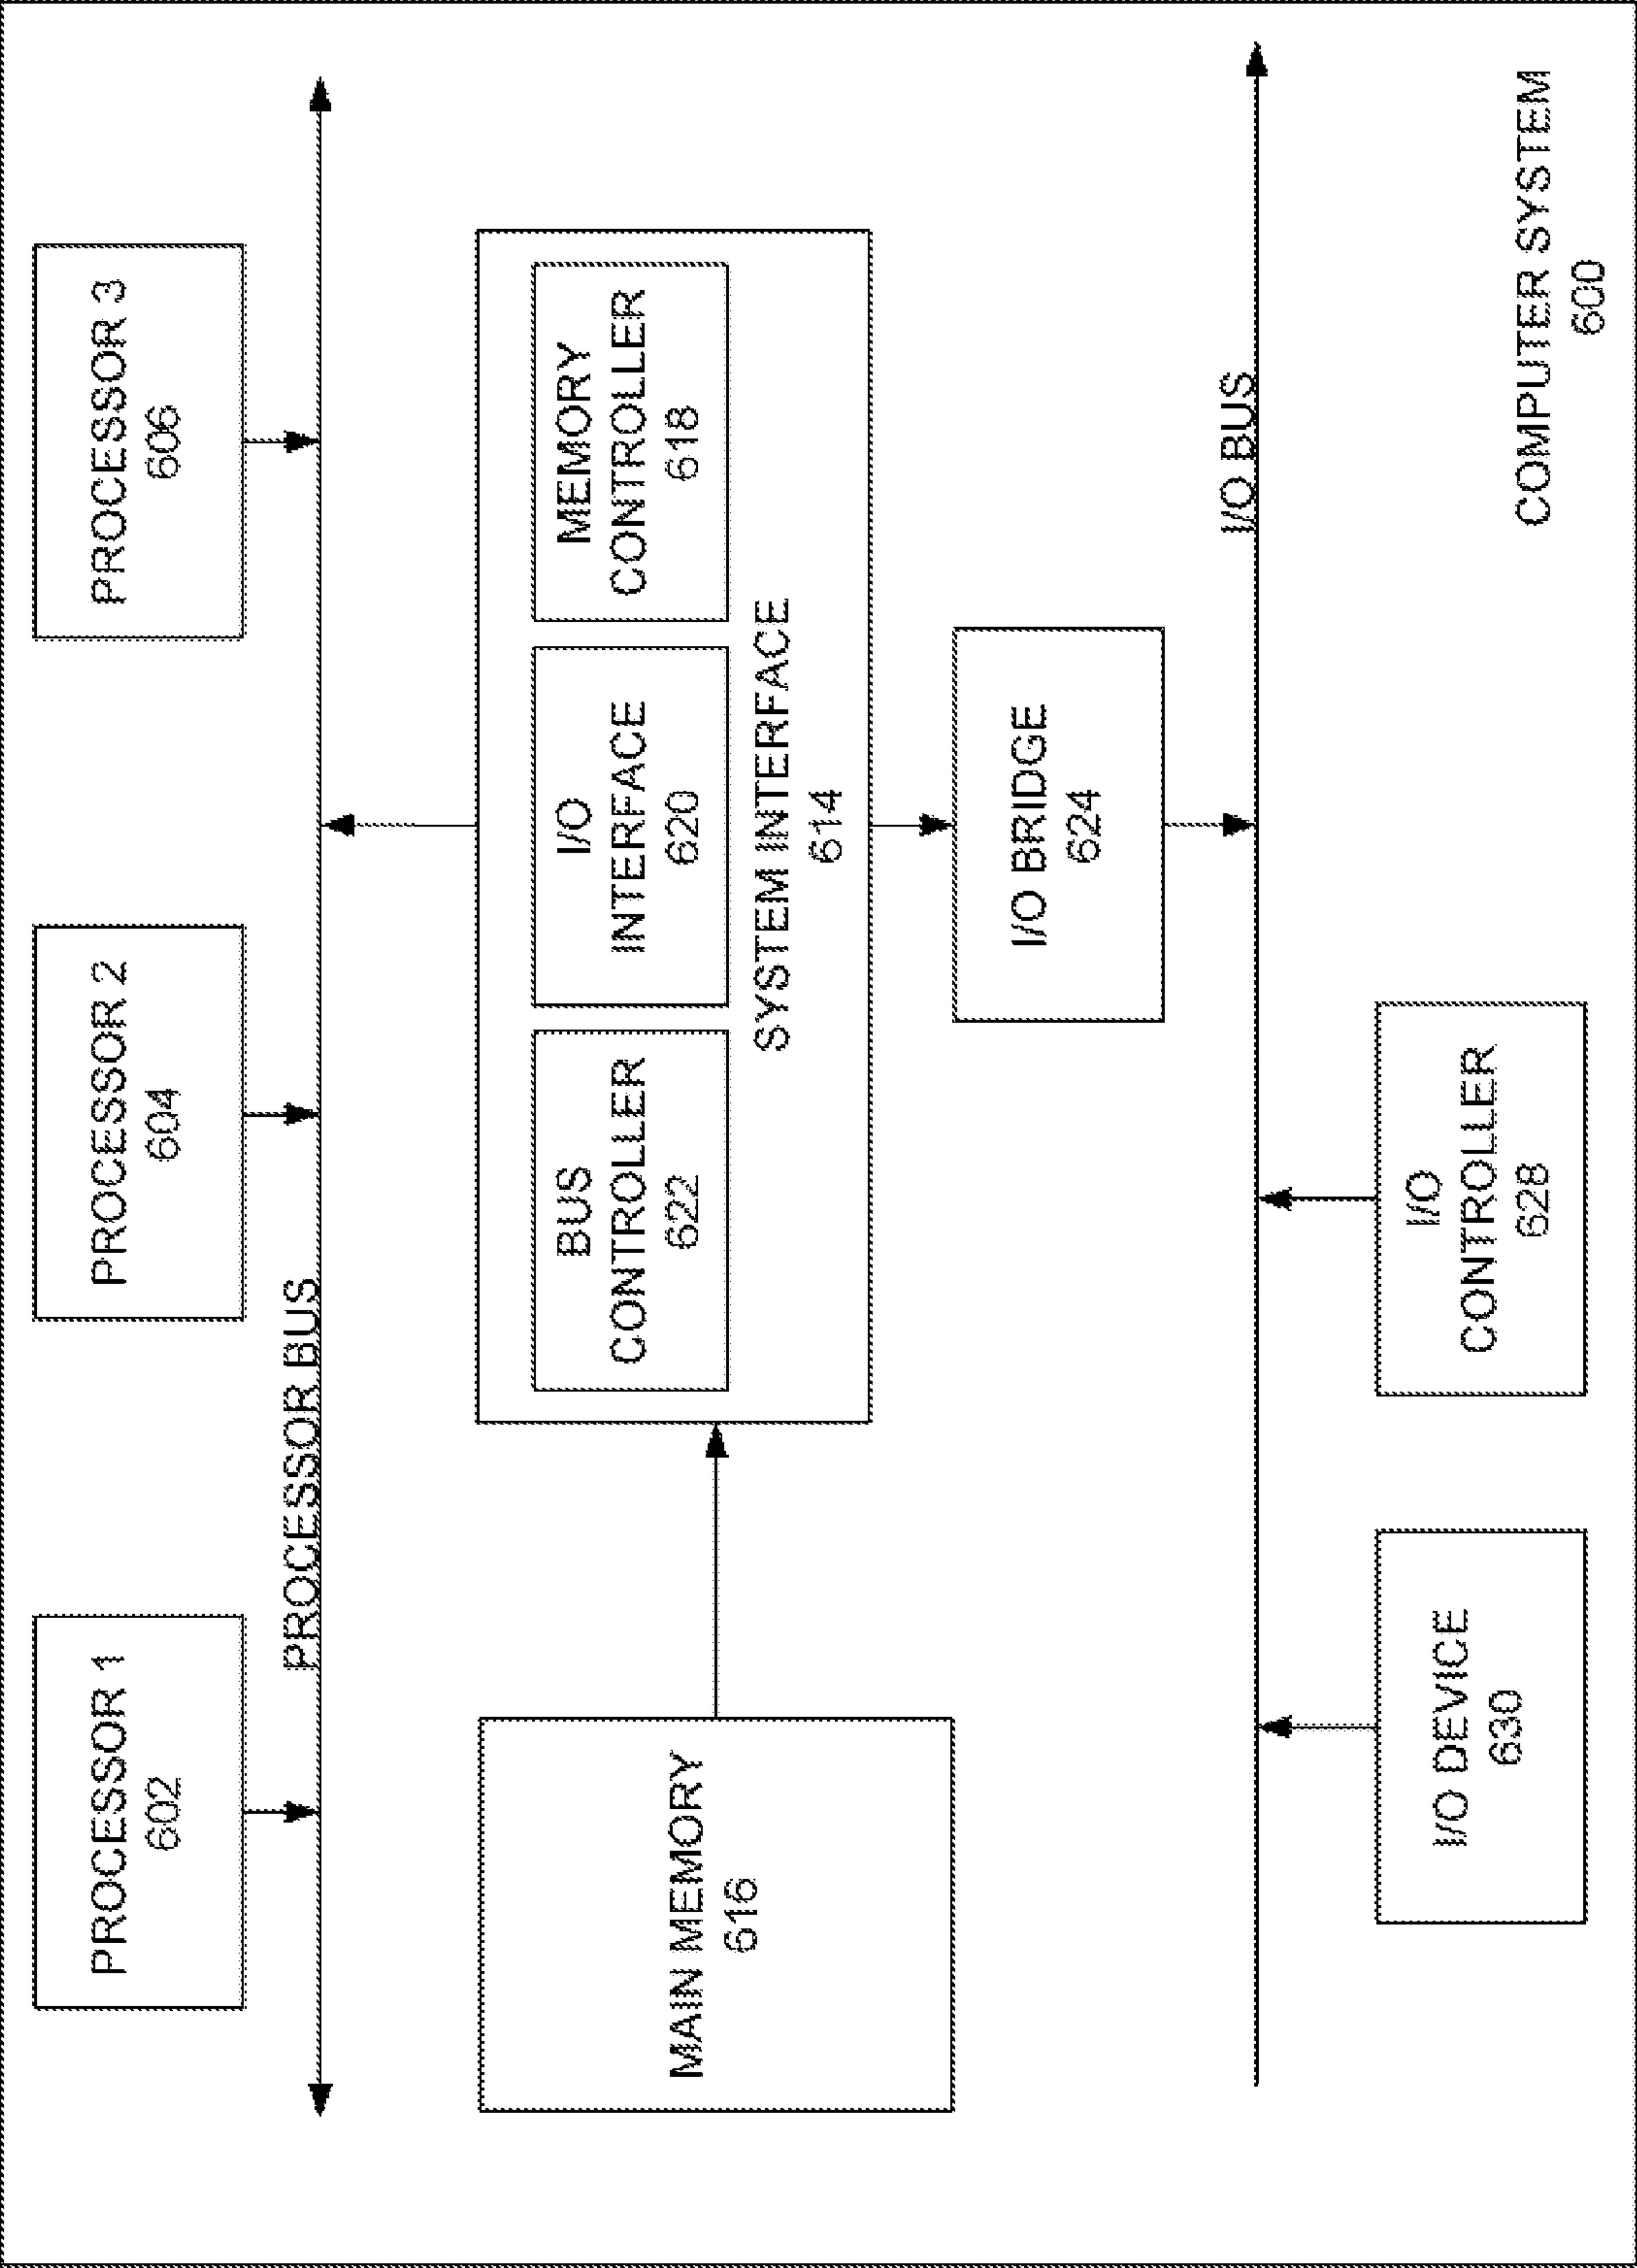 PROCESSOR 1
602
PROCESSOR 2
604
PROCESSOR 3
606
PROCESSOR BUS
MAIN MEMORY
616
BUS
CONTROLLER
622
I/O
INTERFACE
620
MEMORY
CONTROLLER
618
SYSTEM INTERFACE
614
I/O BRIDGE
624
I/O BUS
I/O DEVICE
630
I/O
CONTROLLER
628
COMPUTER SYSTEM
600